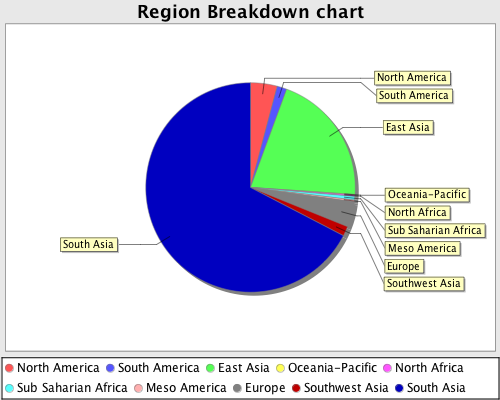 Region Breakdown chart
North America
South America
East Asia
Oceania-Pacific
North Africa
Sub Saharian Africa
Meso America
Europe
Southwest Asia
South Asia
North America South America East Asia Oceania-Pacific North Africa
Sub Saharian Africa Meso America Europe Southwest Asia South Asia